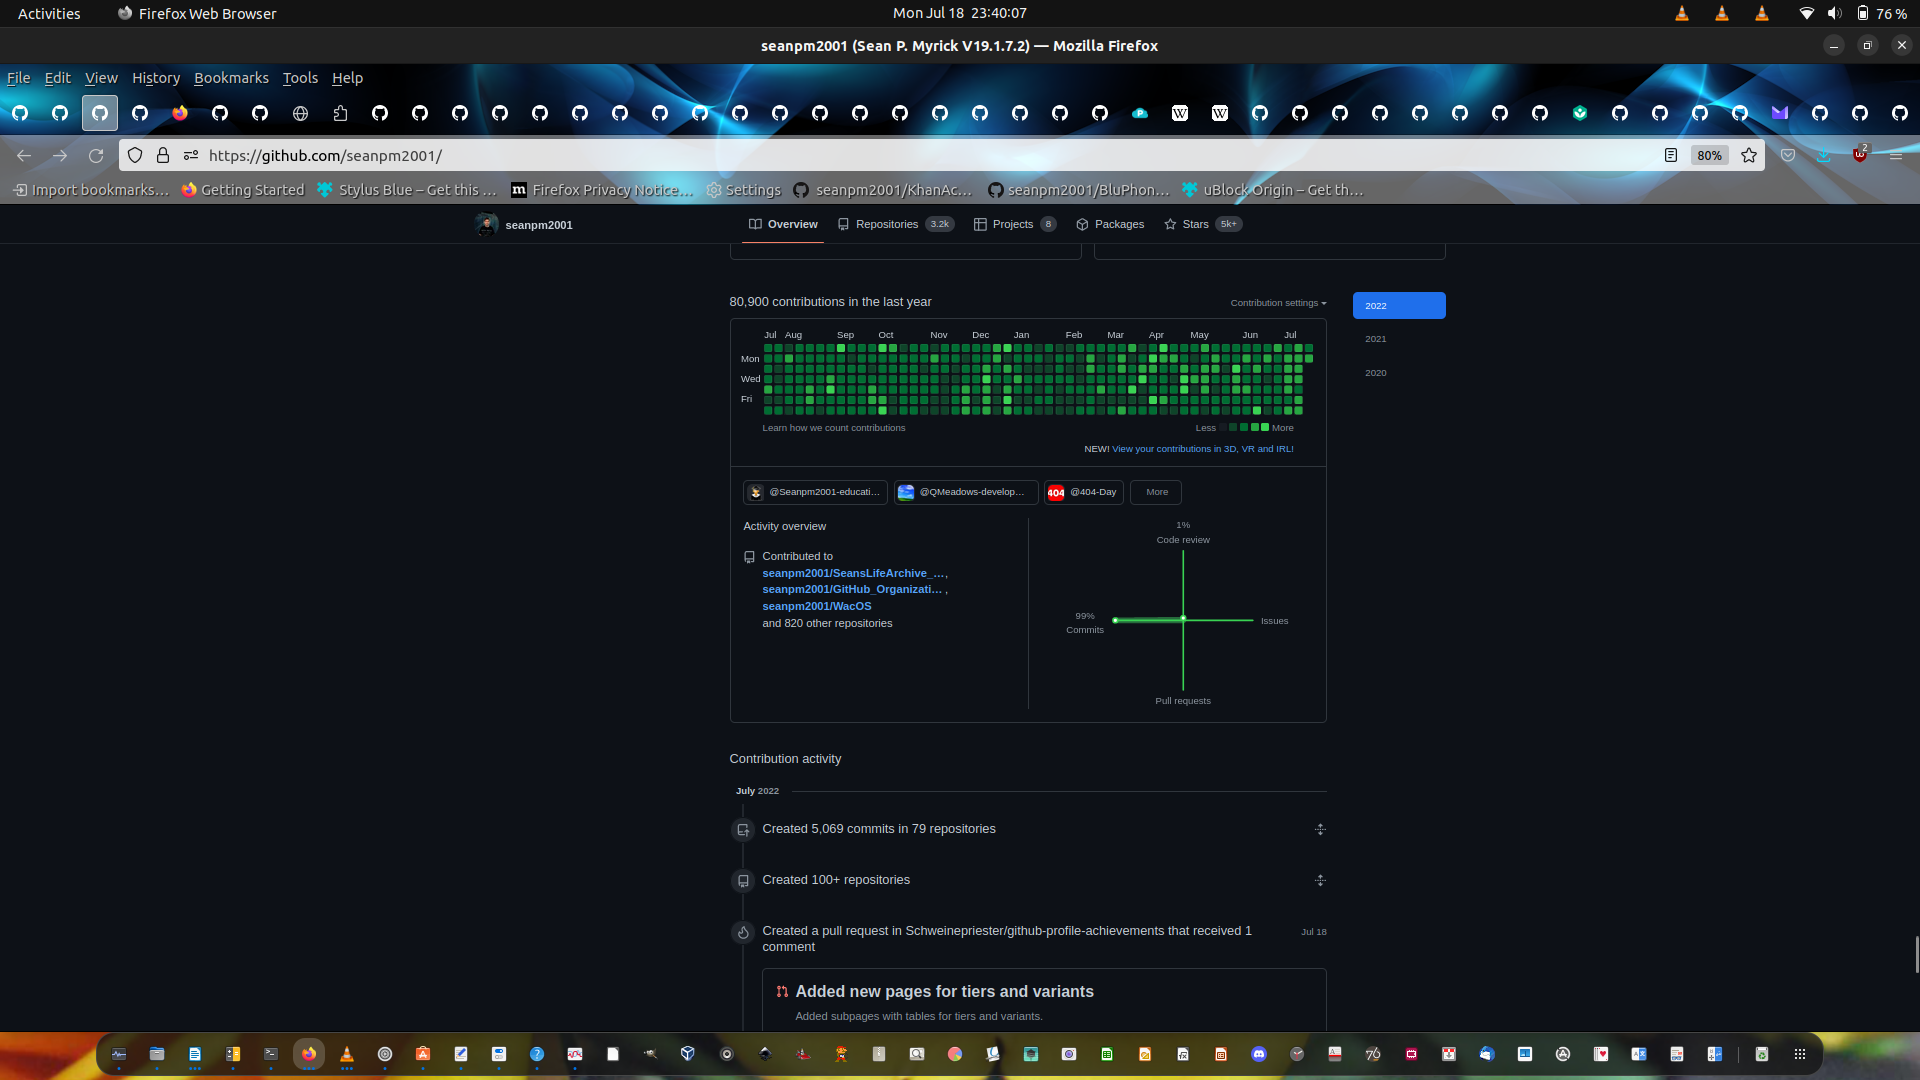 Activities
Firefox Web Browser
Mon Jul 18 23:40:07
76 %
seanpm2001 (Sean P. Myrick V19.1.7.2) — Mozilla Firefox
File Edit View History Bookmarks Tools Help
https://github.com/seanpm2001/
80%
2
Import bookmarks…
Getting Started
Stylus Blue – Get this …
Firefox Privacy Notice…
Settings
seanpm2001/KhanAc…
seanpm2001/BluPhon…
uBlock Origin – Get th…
seanpm2001
Overview
Repositories 3.2k
Projects 8
Packages
Stars 5k+
80,900 contributions in the last year
Contribution settings
2022
2021
2020
Jul Aug Sep Oct Nov Dec Jan Feb Mar Apr May Jun Jul
Mon
Wed
Fri
Learn how we count contributions
Less More
NEW! View your contributions in 3D, VR and IRL!
@Seanpm2001-educati…
@QMeadows-develop…
404 @404-Day
More
Activity overview
Contributed to
seanpm2001/SeansLifeArchive_…,
seanpm2001/GitHub_Organizati… ,
seanpm2001/WacOS
and 820 other repositories
1%
Code review
99%
Commits
Issues
Pull requests
Contribution activity
July 2022
Created 5,069 commits in 79 repositories
Created 100+ repositories
Created a pull request in Schweinepriester/github-profile-achievements that received 1
comment
Jul 18
Added new pages for tiers and variants
Added subpages with tables for tiers and variants.